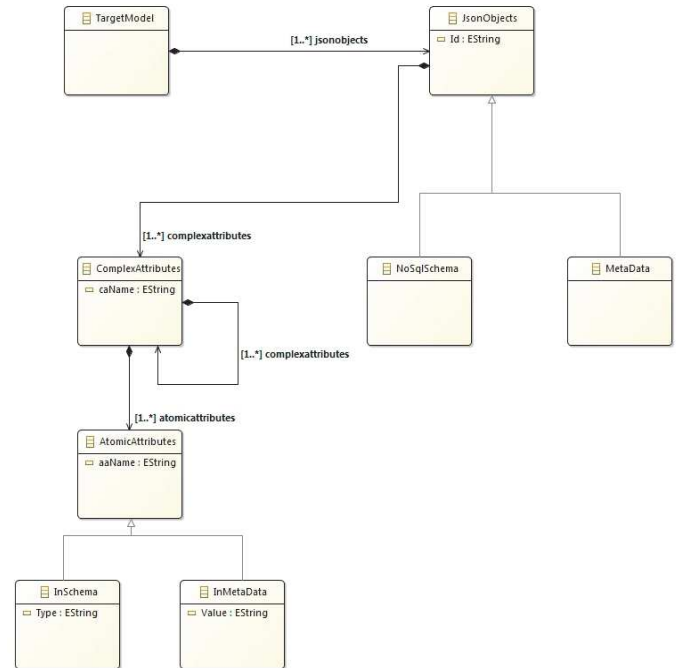 TargetModel
JsonObjects
[1..*] jsonobjects
Id : EString
[1..*] complexattributes
ComplexAttributes
caName : EString
NoSqlSchema
MetaData
[1..*] complexattributes
[1..*] atomicattributes
AtomicAttributes
aaName : EString
InSchema
InMetaData
Type : EString
Value : EString